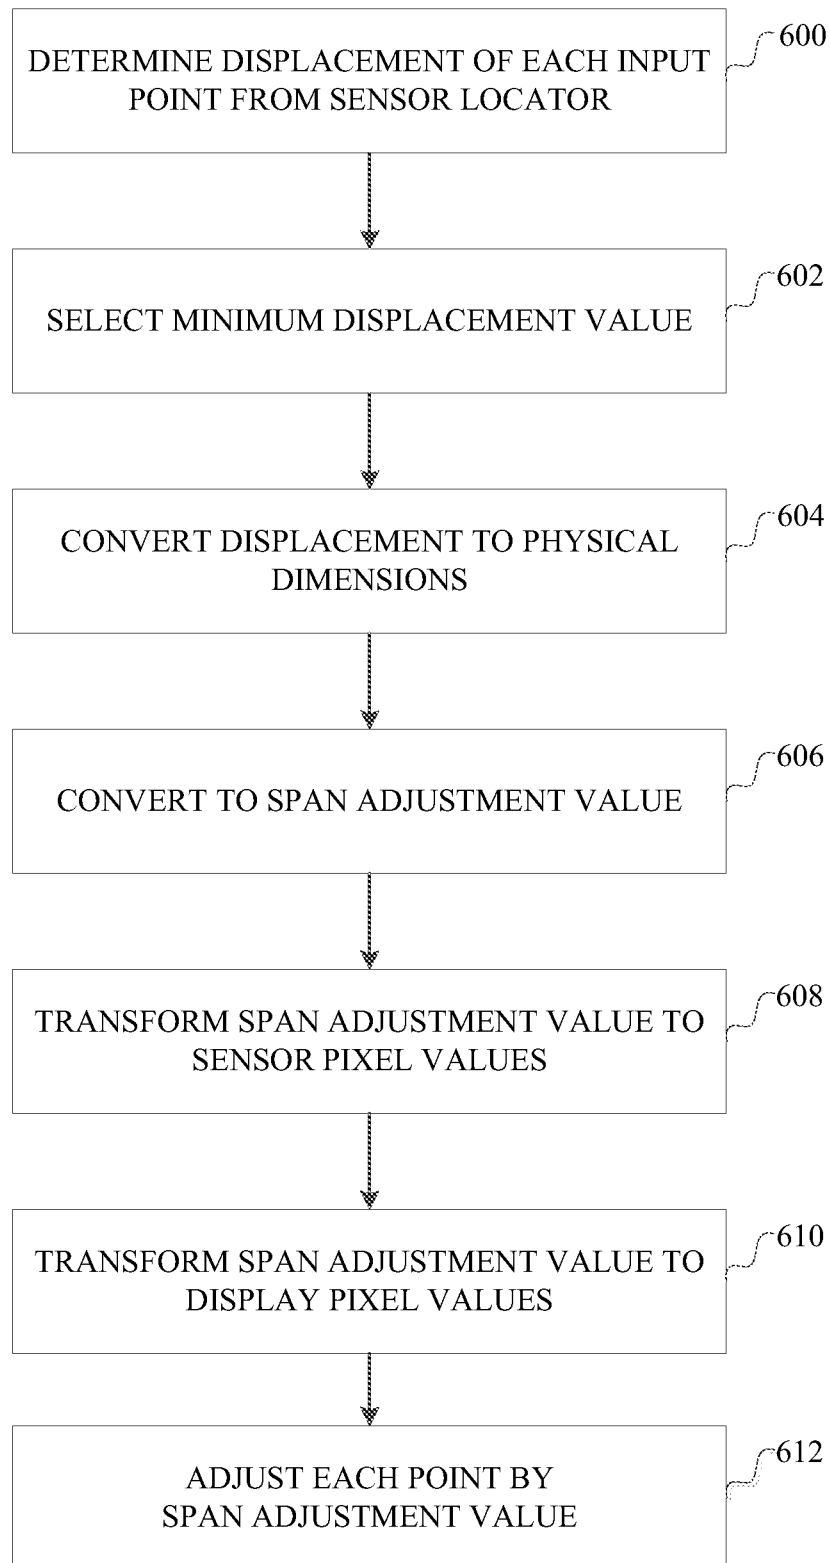 DETERMINE DISPLACEMENT OF EACH INPUT
POINT FROM SENSOR LOCATOR
600
SELECT MINIMUM DISPLACEMENT VALUE
602
CONVERT DISPLACEMENT TO PHYSICAL
DIMENSIONS
604
CONVERT TO SPAN ADJUSTMENT VALUE
606
TRANSFORM SPAN ADJUSTMENT VALUE TO
SENSOR PIXEL VALUES
608
TRANSFORM SPAN ADJUSTMENT VALUE TO
DISPLAY PIXEL VALUES
610
ADJUST EACH POINT BY
SPAN ADJUSTMENT VALUE
612